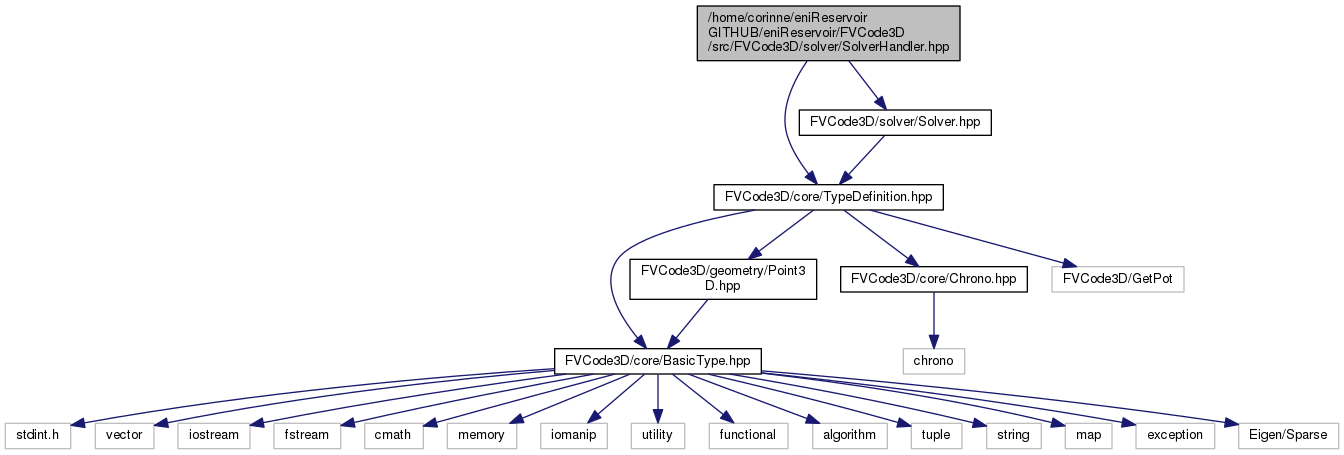 /home/corinne/eniReservoir
GITHUB/eniReservoir/FVCode3D
/src/FVCode3D/solver/SolverHandler.hpp
FVCode3D/solver/Solver.hpp
FVCode3D/core/TypeDefinition.hpp
FVCode3D/geometry/Point3
D.hpp
FVCode3D/core/Chrono.hpp
FVCode3D/GetPot
FVCode3D/core/BasicType.hpp
chrono
stdint.h
vector
iostream
fstream
cmath
memory
iomanip
utility
functional
algorithm
tuple
string
map
exception
Eigen/Sparse